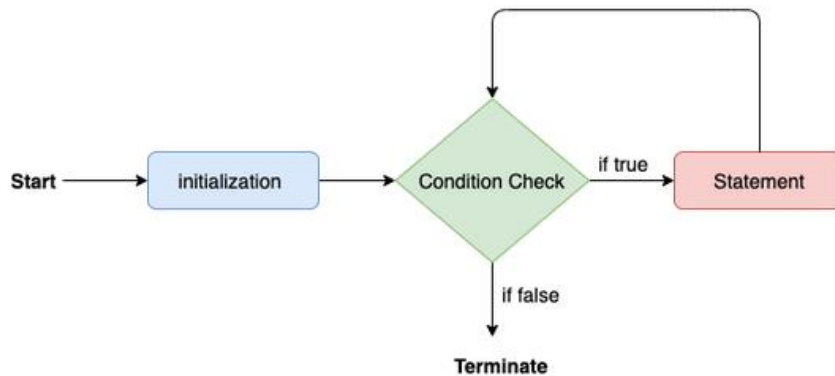 Start
initialization
Condition Check
if true
Statement
if false
Terminate